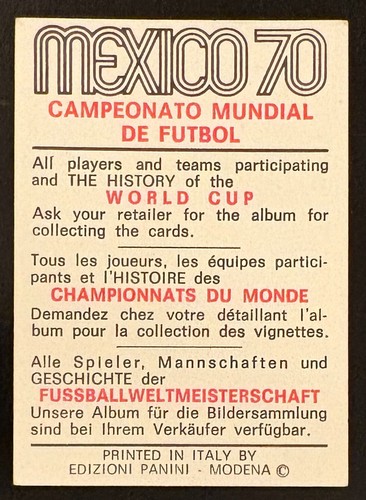 MEXICO 70
CAMPEONATO MUNDIAL
DE FUTBOL
All players and teams participating
and THE HISTORY of the
WORLD CUP
Ask your retailer for the album for
collecting the cards.
Tous les joueurs, les équipes partici-
pants et l'HISTOIRE des
CHAMPIONNATS DU MONDE
Demandez chez votre détaillant l'al-
bum pour la collection des vignettes.
Alle Spieler, Mannschaften und
GESCHICHTE der
FUSSBALLWELTMEISTERSCHAFT
Unsere Album für die Bildersammlung
sind bei Ihrem Verkäufer verfügbar.
PRINTED IN ITALY BY
EDIZIONI PANINI - MODENA ©